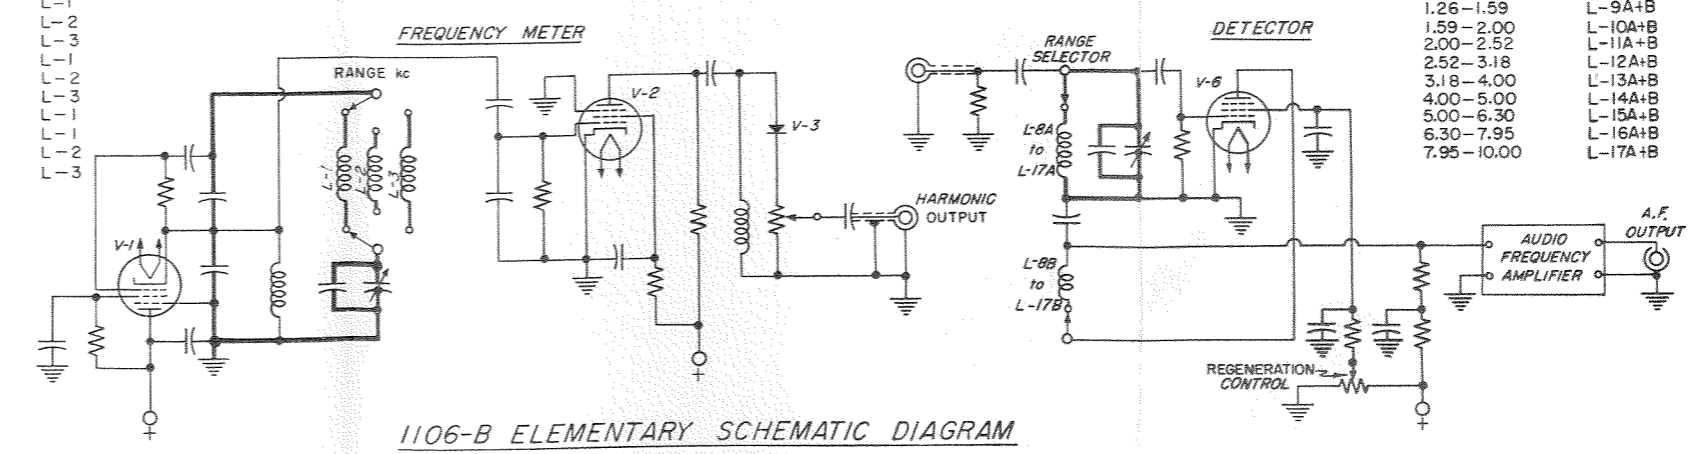 L-1
L-2
L-3
L-1
L-2
L-3
L-1
L-1
L-2
L-3
FREQUENCY METER
RANGE kc
L-1
L-2
L-3
V-1
+
V-2
V-3
+
HARMONIC
OUTPUT
RANGE
SELECTOR
L-8A
to
L-17A
L-8B
to
L-17B
DETECTOR
V-6
REGENERATION
CONTROL
+
1.26-1.59 L-9A+B
1.59-2.00 L-10A+B
2.00-2.52 L-11A+B
2.52-3.18 L-12A+B
3.18-4.00 L-13A+B
4.00-5.00 L-14A+B
5.00-6.30 L-15A+B
6.30-7.95 L-16A+B
7.95-10.00 L-17A+B
AUDIO
FREQUENCY
AMPLIFIER
A.F.
OUTPUT
1106-B ELEMENTARY SCHEMATIC DIAGRAM